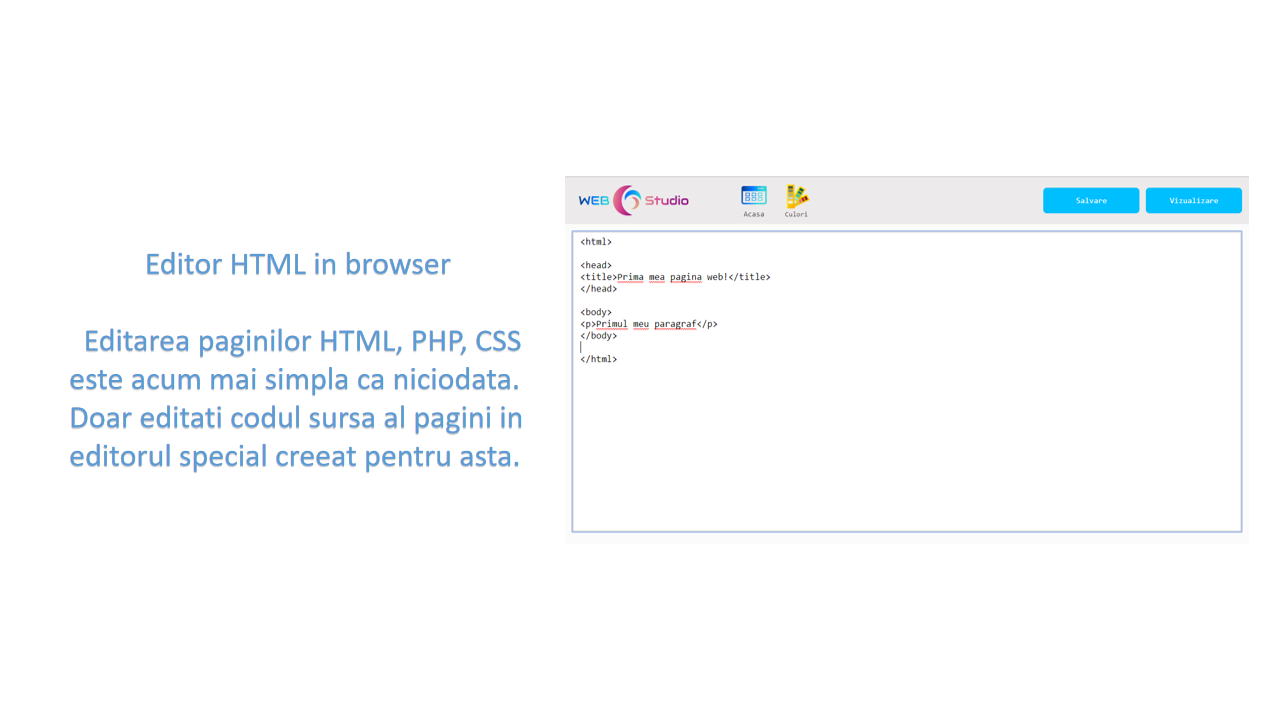 Editor HTML in browser
Editarea paginilor HTML, PHP, CSS
este acum mai simpla ca niciodata.
Doar editati codul sursa al pagini in
editorul special creeat pentru asta.
WEB Studio
Acasa
Culori
Salvare
Vizualizare
<html>
<head>
<title>Prima mea pagina web!</title>
</head>
<body>
<p>Primul meu paragraf</p>
</body>
</html>